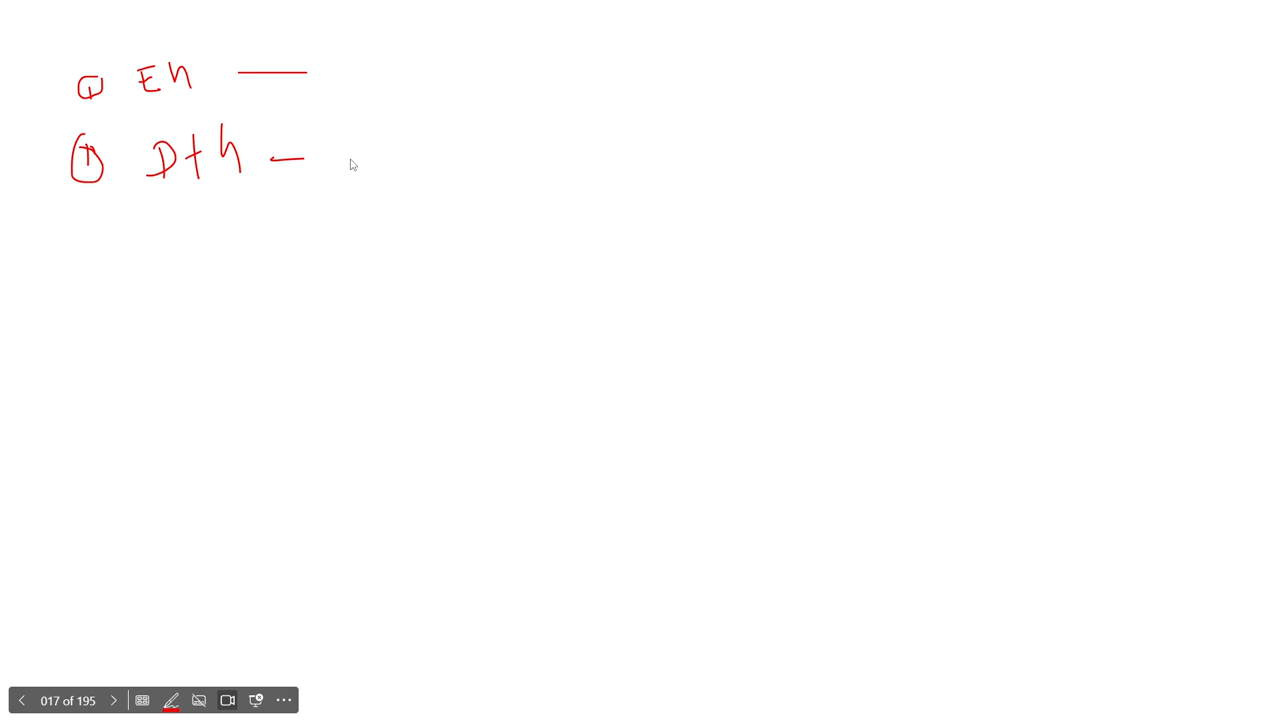 En —
Dth —
017 of 195